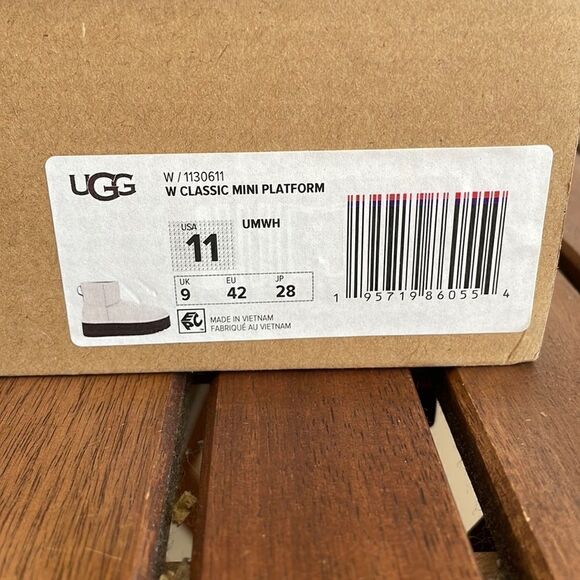 UGG
W / 1130611
W CLASSIC MINI PLATFORM
USA
11
UMWH
UK EU JP
9 42 28
MADE IN VIETNAM
FABRIQUÉ AU VIETNAM
1 95719 86055 4